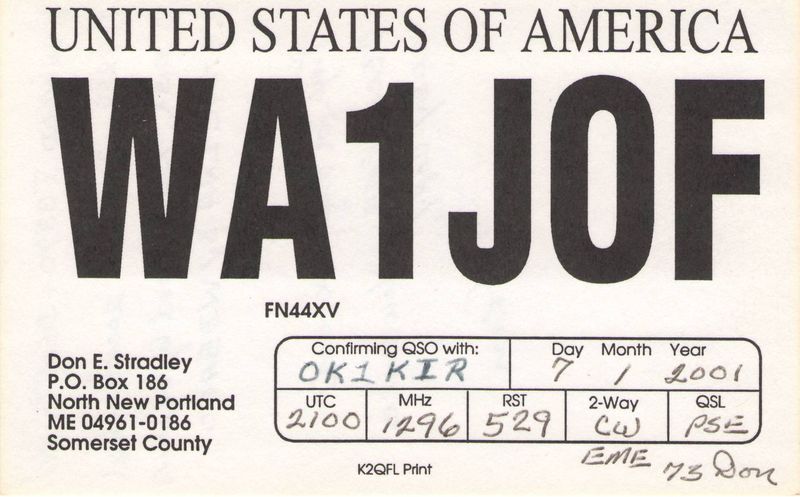 UNITED STATES OF AMERICA
WA1JOF
FN44XV
Don E. Stradley
P.O. Box 186
North New Portland
ME 04961-0186
Somerset County
Confirming QSO with: Day Month Year
OK1KIR 7 1 2001
UTC MHz RST 2-Way QSL
2100 1296 529 CW PSE
EME 73 Don
K2QFL Print